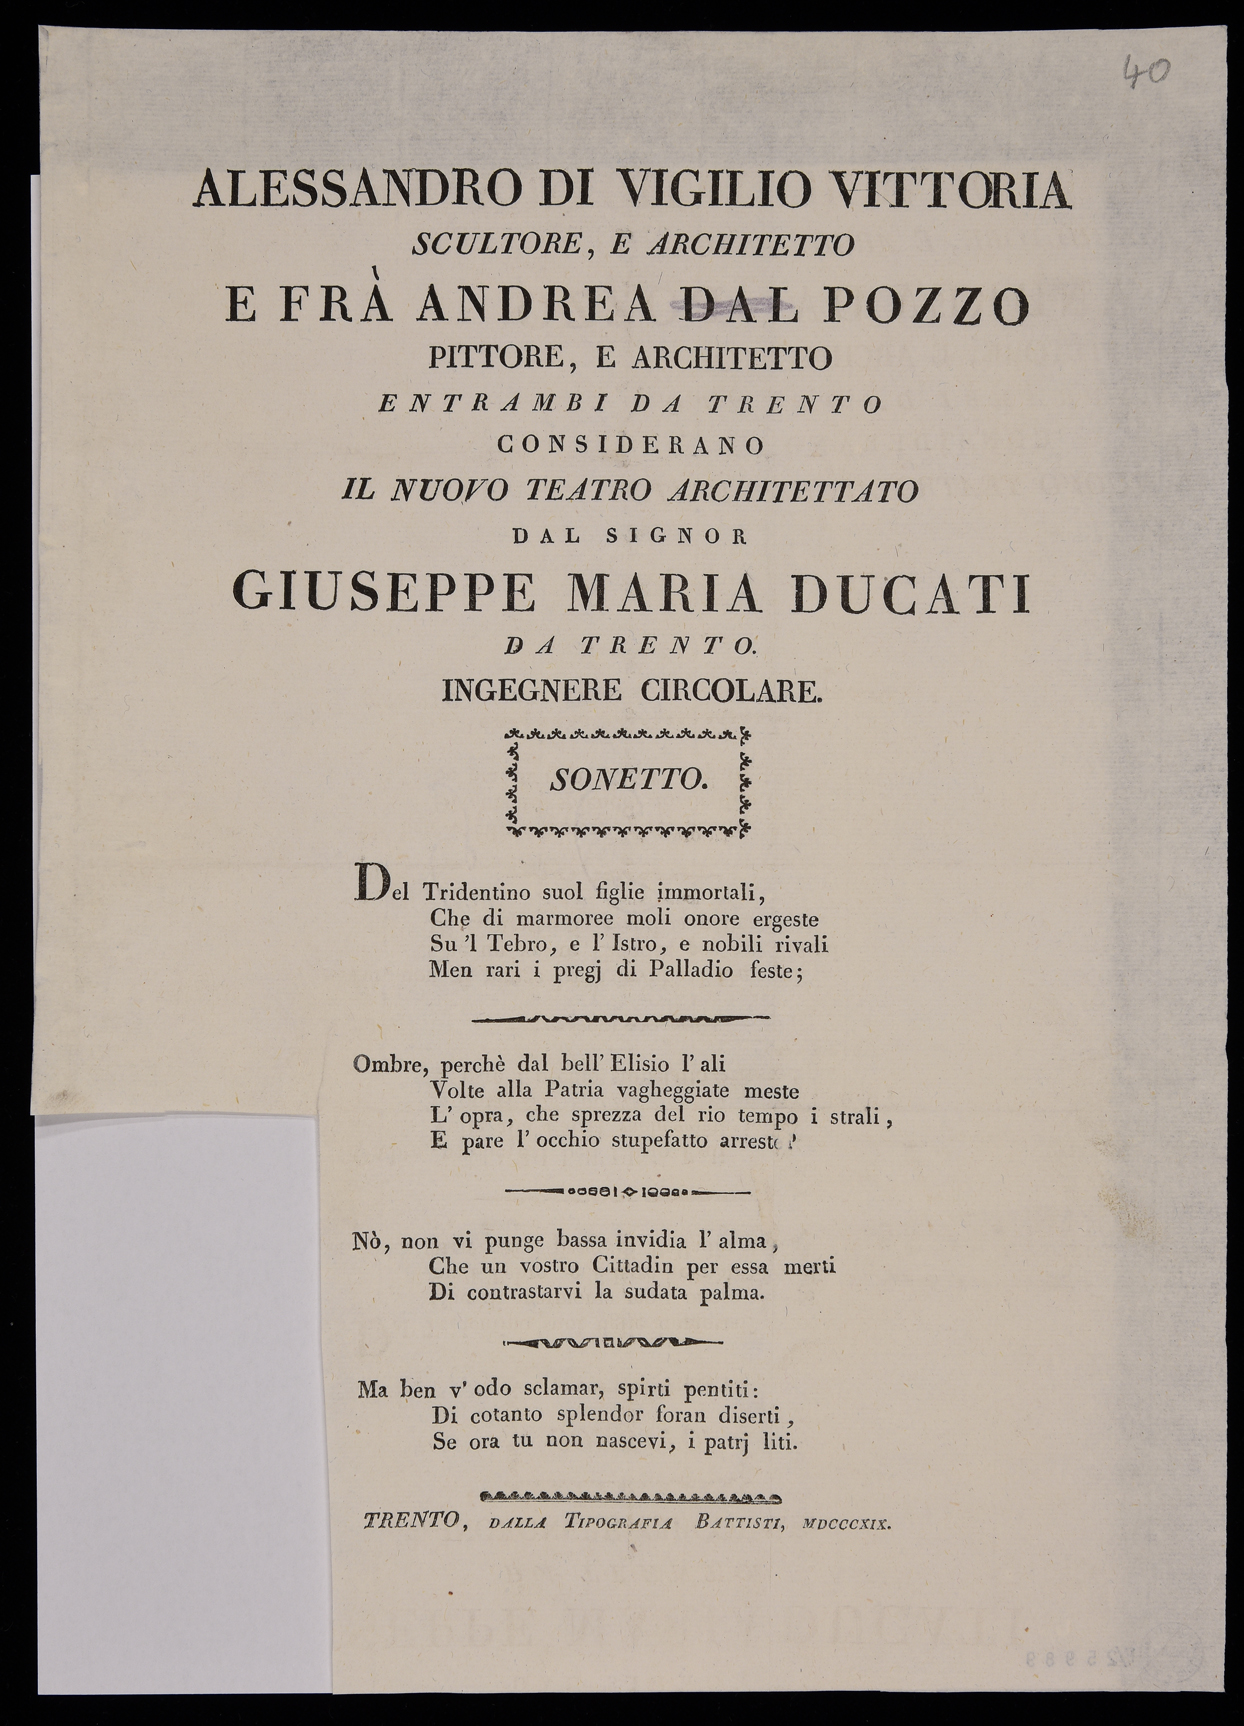 40
ALESSANDRO DI VIGILIO VITTORIA
SCULTORE, E ARCHITETTO
E FRÀ ANDREA DAL POZZO
PITTORE, E ARCHITETTO
ENTRAMBI DA TRENTO
CONSIDERANO
IL NUOVO TEATRO ARCHITETTATO
DAL SIGNOR
GIUSEPPE MARIA DUCATI
DA TRENTO.
INGEGNERE CIRCOLARE.
SONETTO.
Del Tridentino suol figlie immortali,
Che di marmoree moli onore ergeste
Su 'l Tebro, e l' Istro, e nobili rivali
Men rari i pregj di Palladio feste;
Ombre, perchè dal bell' Elisio l' ali
Volte alla Patria vagheggiate meste
L' opra, che sprezza del rio tempo i strali,
E pare l' occhio stupefatto arreste?
Nò, non vi punge bassa invidia l' alma,
Che un vostro Cittadin per essa merti
Di contrastarvi la sudata palma.
Ma ben v' odo sclamar, spirti pentiti:
Di cotanto splendor foran diserti,
Se ora tu non nascevi, i patrj liti.
TRENTO, DALLA TIPOGRAFIA BATTISTI, MDCCCXIX.